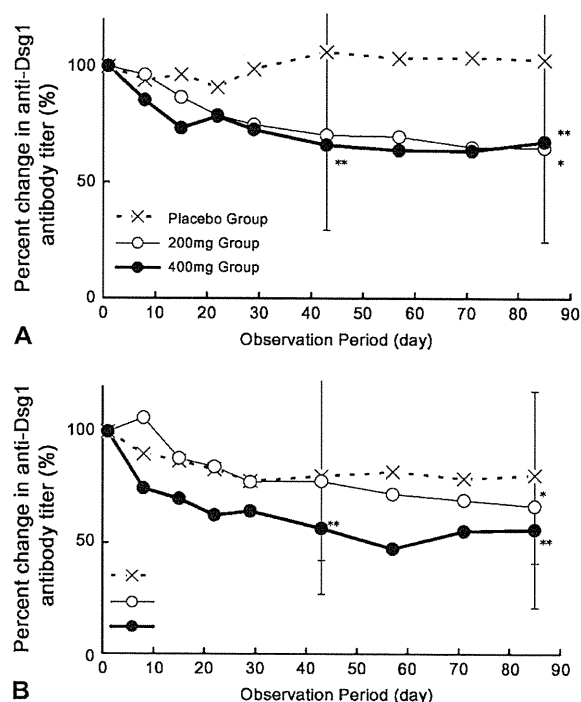 Percent change in anti-Dsg1
antibody titer (%)
100
50
0
Placebo Group
200mg Group
400mg Group
**
**
*
0 10 20 30 40 50 60 70 80 90
Observation Period (day)
A
Percent change in anti-Dsg1
antibody titer (%)
100
50
0
**
*
**
0 10 20 30 40 50 60 70 80 90
Observation Period (day)
B